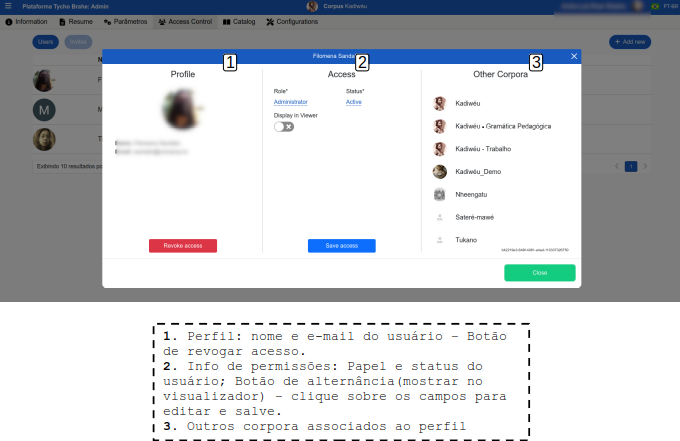 Plataforma Tycho Brahe: Admin
Corpus Kadiwéu
PT-BR
Information
Resume
Parâmetros
Access Control
Catalog
Configurations
Users
Invites
+ Add new
Filomena Sandal
1
2
3
Profile
Access
Other Corpora
Role*
Status*
Administrator
Active
Display in Viewer
Kadiwéu
Kadiwéu - Gramática Pedagógica
Kadiwéu - Trabalho
Kadiwéu_Demo
Nheengatu
Sateré-mawé
Tukano
M
Exibindo 10 resultados po
1
Revoke access
Save access
Close
1. Perfil: nome e e-mail do usuário – Botão
de revogar acesso.
2. Info de permissões: Papel e status do
usuário; Botão de alternância(mostrar no
visualizador) – clique sobre os campos para
editar e salve.
3. Outros corpora associados ao perfil